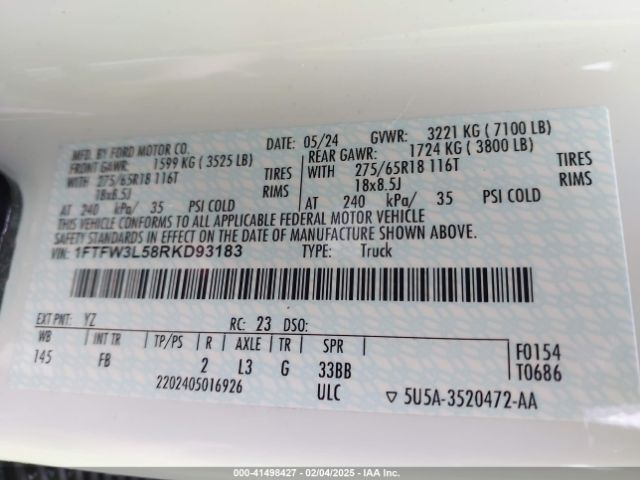 MFD. BY FORD MOTOR CO.
DATE: 05/24 GVWR: 3221 KG ( 7100 LB)
FRONT GAWR: 1599 KG ( 3525 LB)
REAR GAWR: 1724 KG ( 3800 LB)
WITH 275/65R18 116T TIRES
WITH 275/65R18 116T TIRES
18x8.5J RIMS
18x8.5J RIMS
AT 240 kPa/ 35 PSI COLD
AT 240 kPa/ 35 PSI COLD
THIS VEHICLE CONFORMS TO ALL APPLICABLE FEDERAL MOTOR VEHICLE
SAFETY STANDARDS IN EFFECT ON THE DATE OF MANUFACTURE SHOWN ABOVE.
VIN: 1FTFW3L58RKD93183 TYPE: Truck
EXT PNT: YZ RC: 23 DSO:
WB INT TR TP/PS R AXLE TR SPR
145 FB 2 L3 G 33BB
F0154
T0686
2202405016926 ULC
▽ 5U5A-3520472-AA
000-41498427 - 02/04/2025 - IAAI.COM